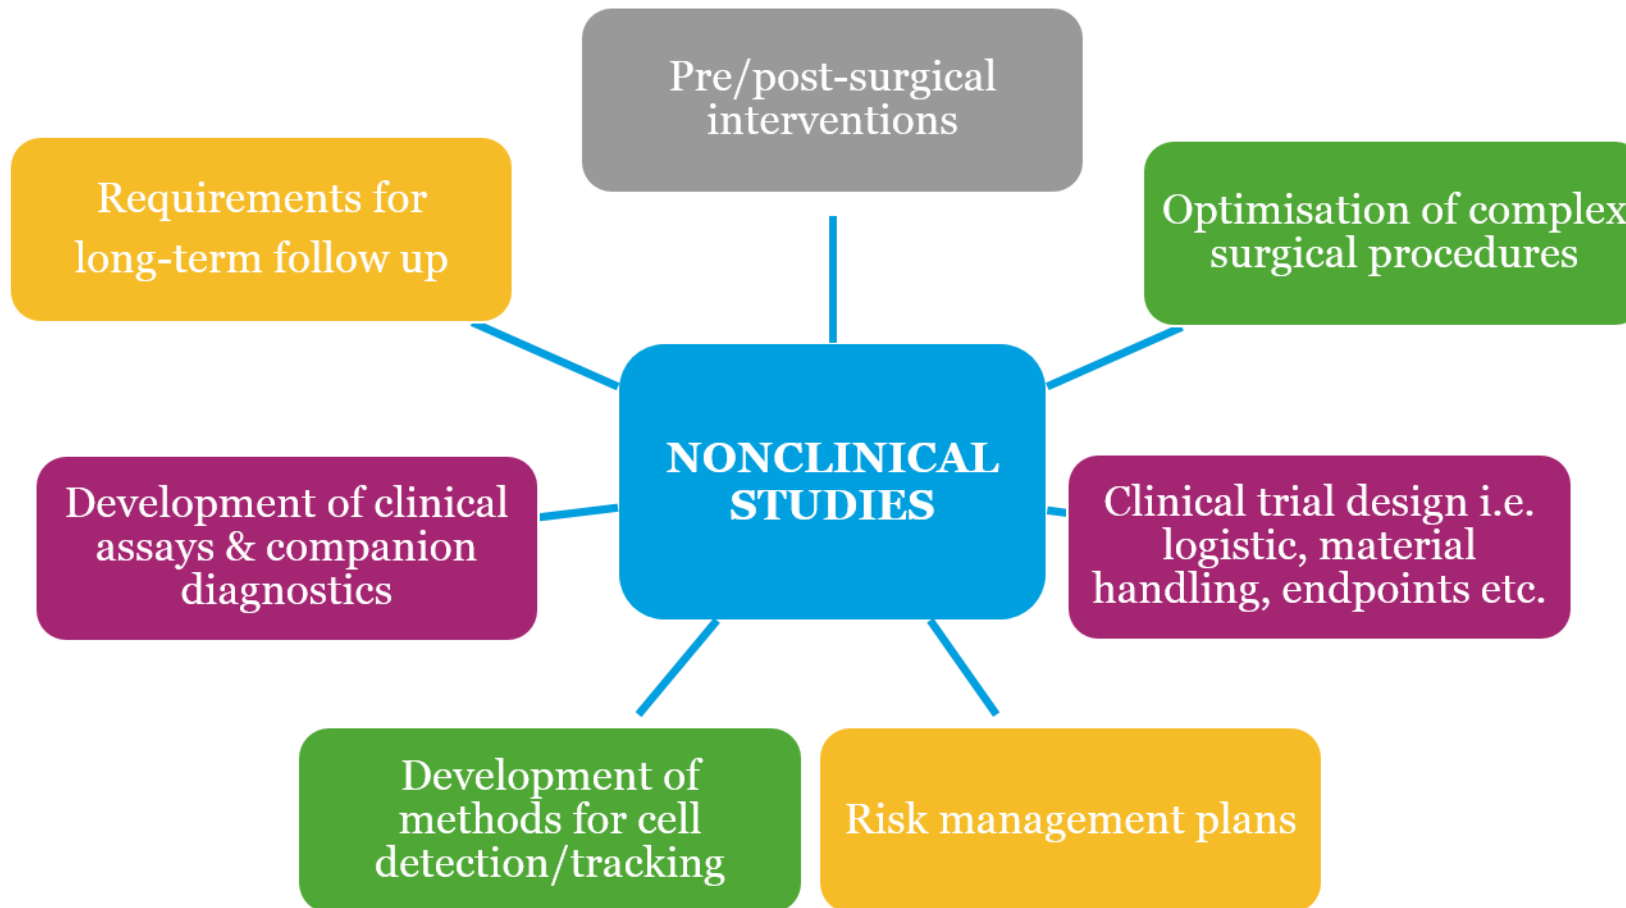 Pre/post-surgical
interventions
Requirements for
long-term follow up
Optimisation of complex
surgical procedures
NONCLINICAL
STUDIES
Development of clinical
assays & companion
diagnostics
Clinical trial design i.e.
logistic, material
handling, endpoints etc.
Development of
methods for cell
detection/tracking
Risk management plans